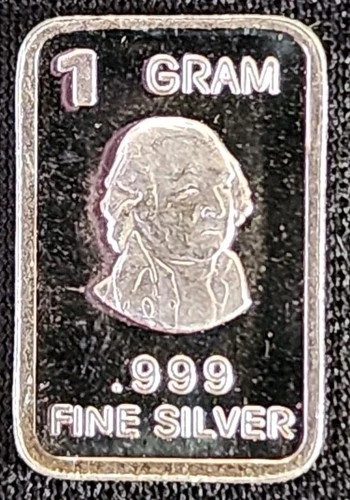 1 GRAM
.999
FINE SILVER